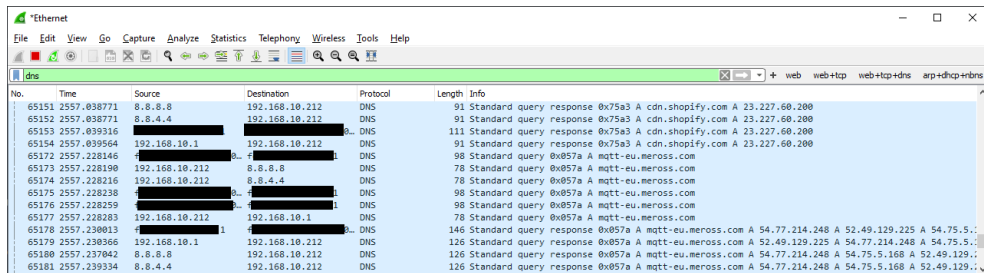 *Ethernet
File Edit View Go Capture Analyze Statistics Telephony Wireless Tools Help
dns + web web+tcp web+tcp+dns arp+dhcp+nbns
No. Time Source Destination Protocol Length Info
65151 2557.038771 8.8.8.8 192.168.10.212 DNS 91 Standard query response 0x75a3 A cdn.shopify.com A 23.227.60.200
65152 2557.038771 8.8.4.4 192.168.10.212 DNS 91 Standard query response 0x75a3 A cdn.shopify.com A 23.227.60.200
65153 2557.039316 1 0… DNS 111 Standard query response 0x75a3 A cdn.shopify.com A 23.227.60.200
65154 2557.039564 192.168.10.1 192.168.10.212 DNS 91 Standard query response 0x75a3 A cdn.shopify.com A 23.227.60.200
65172 2557.228146 f 0… f 1 DNS 98 Standard query 0x057a A mqtt-eu.meross.com
65173 2557.228190 192.168.10.212 8.8.8.8 DNS 78 Standard query 0x057a A mqtt-eu.meross.com
65174 2557.228216 192.168.10.212 8.8.4.4 DNS 78 Standard query 0x057a A mqtt-eu.meross.com
65175 2557.228238 f 0… f 1 DNS 98 Standard query 0x057a A mqtt-eu.meross.com
65176 2557.228259 f 0… f 1 DNS 98 Standard query 0x057a A mqtt-eu.meross.com
65177 2557.228283 192.168.10.212 192.168.10.1 DNS 78 Standard query 0x057a A mqtt-eu.meross.com
65178 2557.230013 f 1 f 0… DNS 146 Standard query response 0x057a A mqtt-eu.meross.com A 54.77.214.248 A 52.49.129.225 A 54.75.5.1
65179 2557.230366 192.168.10.1 192.168.10.212 DNS 126 Standard query response 0x057a A mqtt-eu.meross.com A 52.49.129.225 A 54.77.214.248 A 54.75.5.1
65180 2557.237042 8.8.8.8 192.168.10.212 DNS 126 Standard query response 0x057a A mqtt-eu.meross.com A 54.77.214.248 A 54.75.5.168 A 52.49.129.2
65181 2557.239334 8.8.4.4 192.168.10.212 DNS 126 Standard query response 0x057a A mqtt-eu.meross.com A 54.77.214.248 A 54.75.5.168 A 52.49.129.2